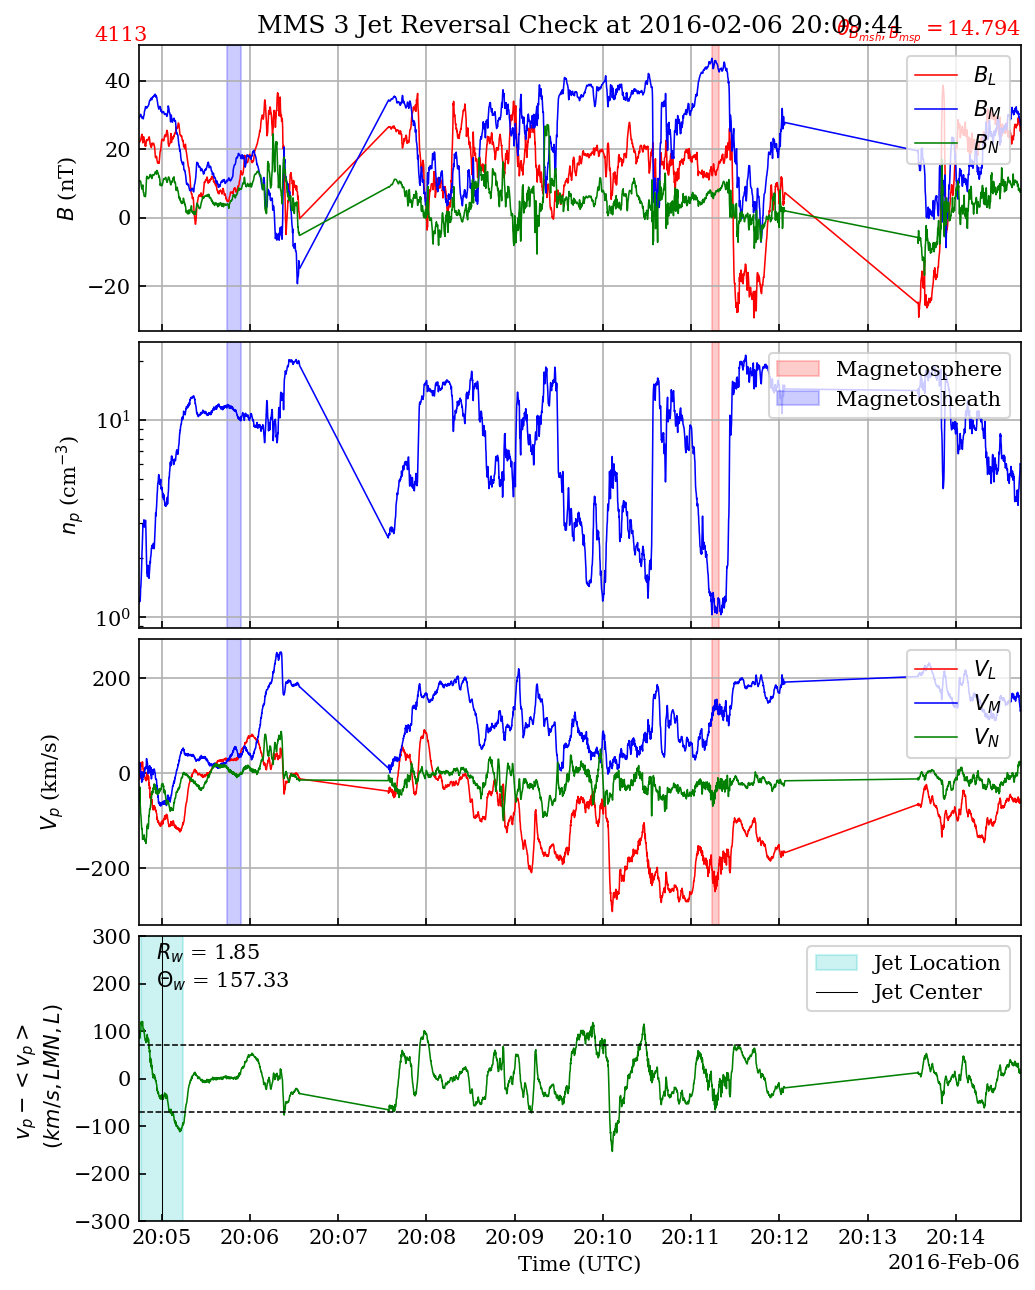 MMS 3 Jet Reversal Check at 2016-02-06 20:09:44
4113
θ_{B_{msh}, B_{msp}} = 14.794
B_L
B_M
B_N
40
20
0
−20
B (nT)
Magnetosphere
Magnetosheath
10^1
10^0
n_p (cm^{−3})
V_L
V_M
V_N
200
0
−200
V_p (km/s)
R_w = 1.85
Θ_w = 157.33
Jet Location
Jet Center
300
200
100
0
−100
−200
−300
v_p − < v_p >
(km/s, LMN, L)
20:05 20:06 20:07 20:08 20:09 20:10 20:11 20:12 20:13 20:14
Time (UTC)
2016-Feb-06